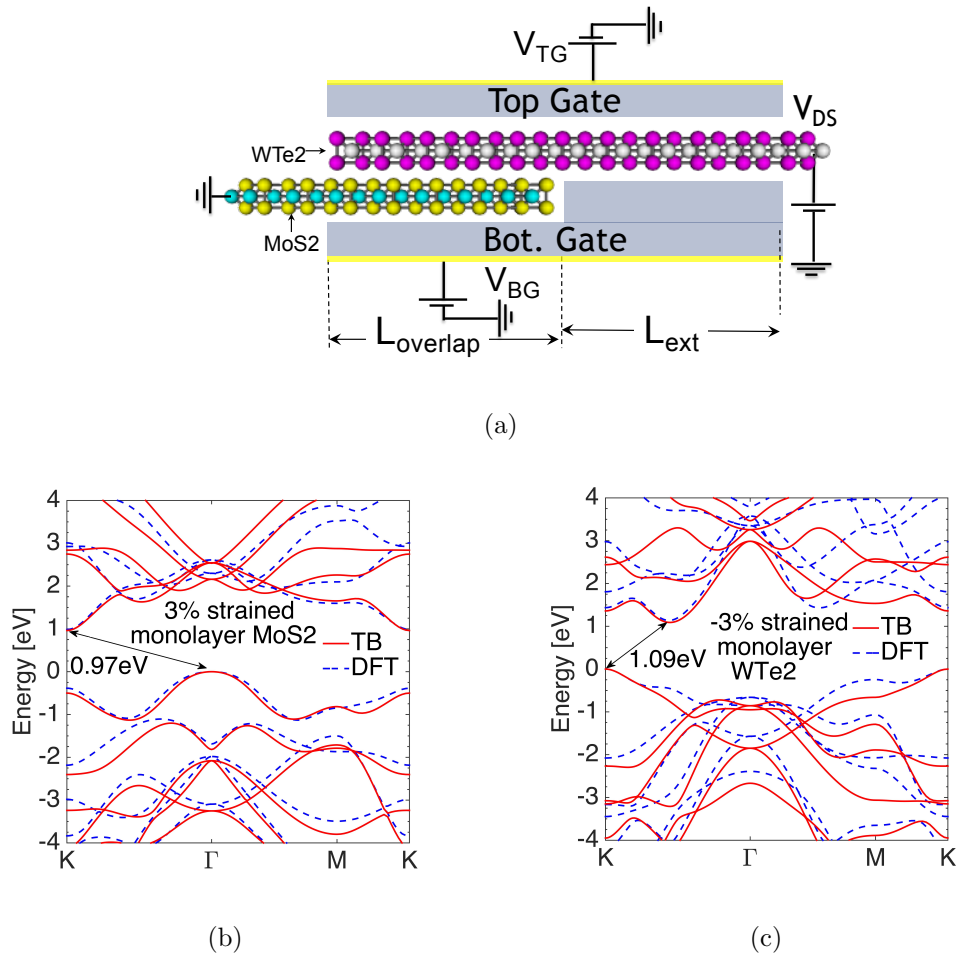 V_TG
Top Gate
V_DS
WTe2
MoS2
Bot. Gate
V_BG
L_overlap
L_ext
(a)
4
3
2
1
0
-1
-2
-3
-4
Energy [eV]
3% strained
monolayer MoS2
0.97eV
TB
DFT
K Γ M K
(b)
4
3
2
1
0
-1
-2
-3
-4
Energy [eV]
-3% strained
monolayer
WTe2
1.09eV
TB
DFT
K Γ M K
(c)